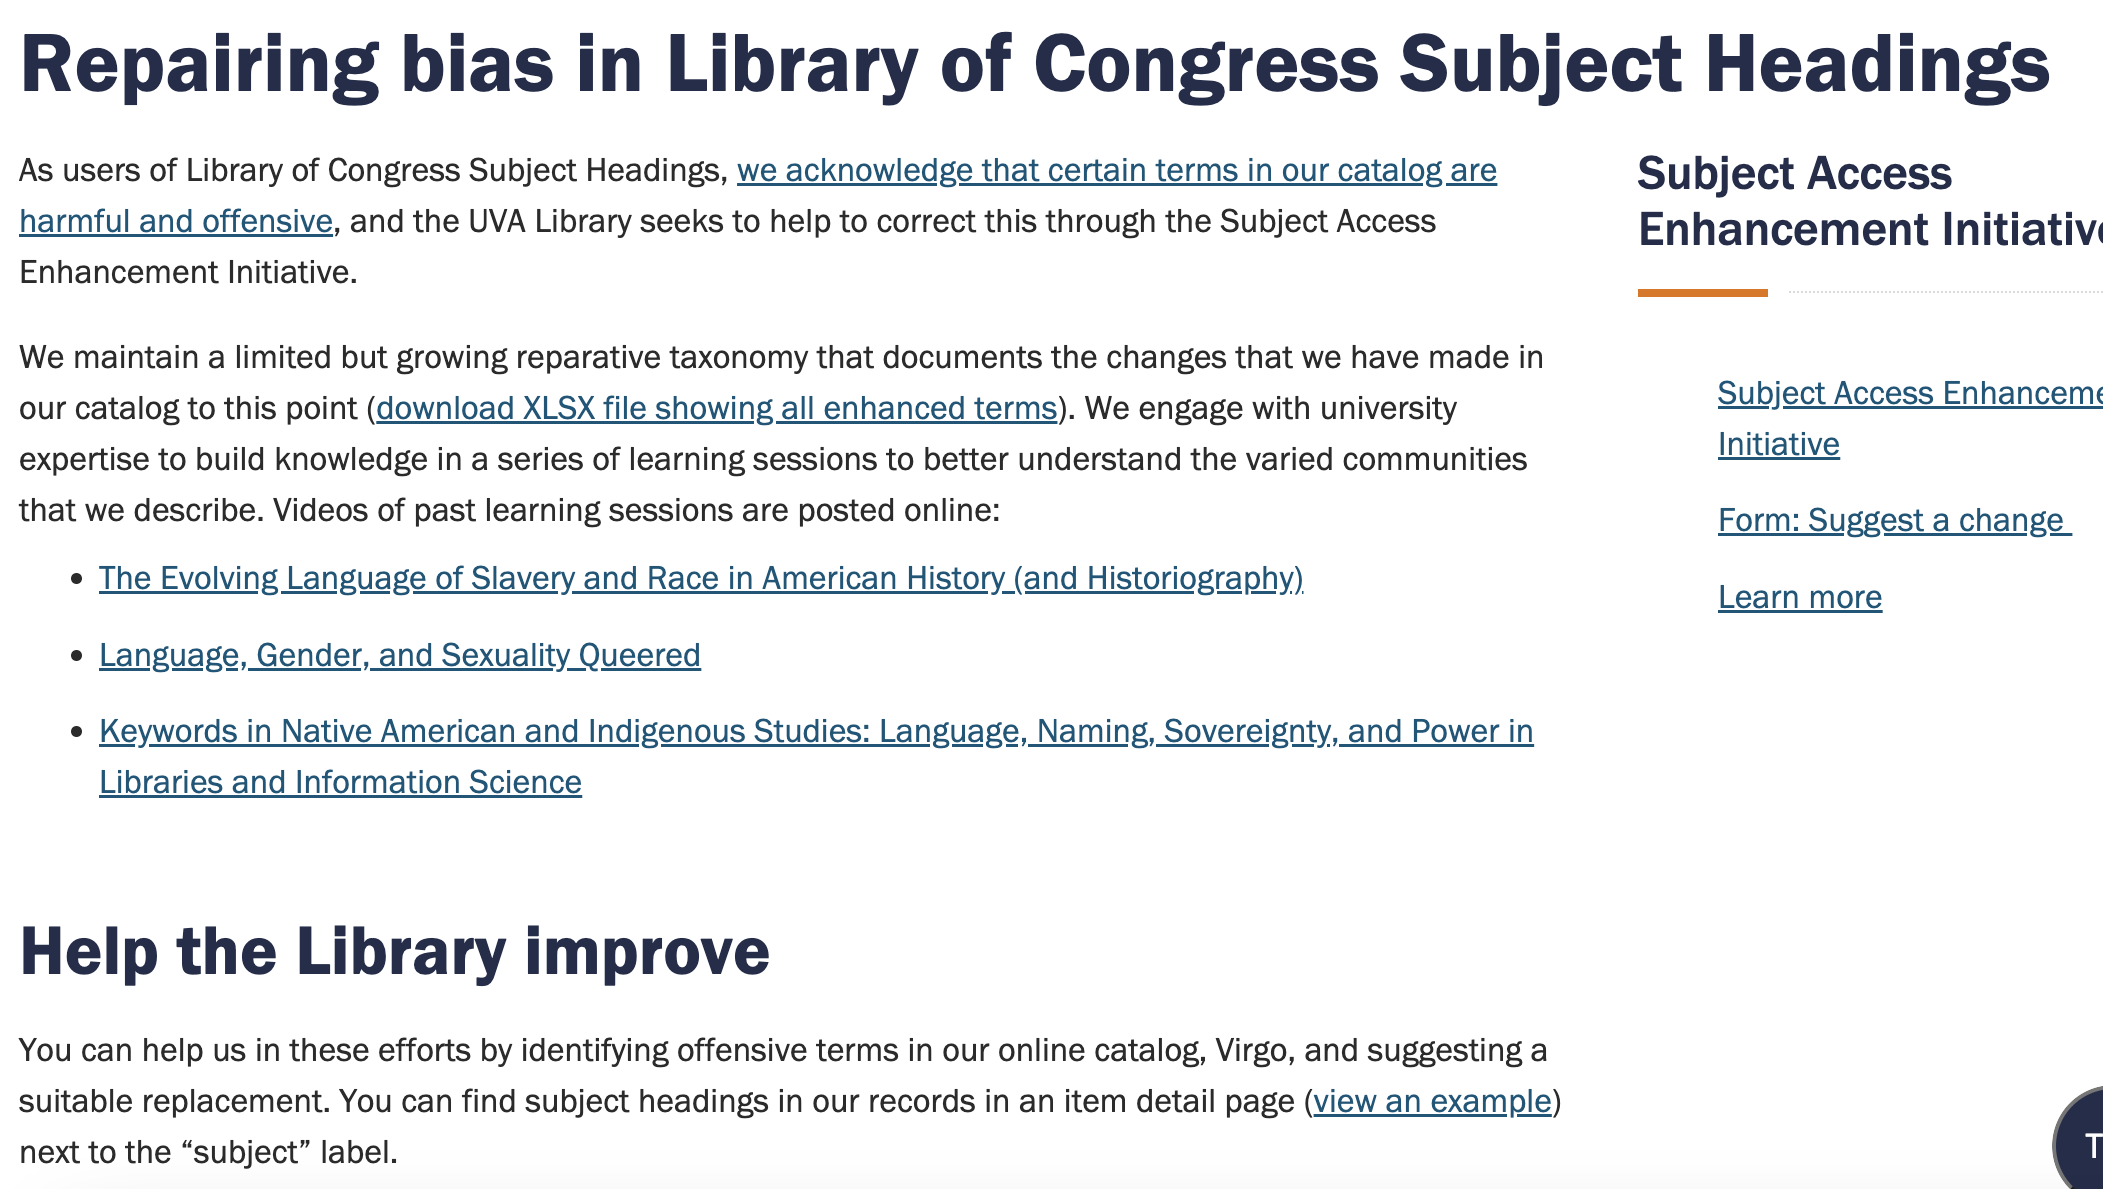 Repairing bias in Library of Congress Subject Headings
As users of Library of Congress Subject Headings, we acknowledge that certain terms in our catalog are
harmful and offensive, and the UVA Library seeks to help to correct this through the Subject Access
Enhancement Initiative.
We maintain a limited but growing reparative taxonomy that documents the changes that we have made in
our catalog to this point (download XLSX file showing all enhanced terms). We engage with university
expertise to build knowledge in a series of learning sessions to better understand the varied communities
that we describe. Videos of past learning sessions are posted online:
• The Evolving Language of Slavery and Race in American History (and Historiography)
• Language, Gender, and Sexuality Queered
• Keywords in Native American and Indigenous Studies: Language, Naming, Sovereignty, and Power in
Libraries and Information Science
Help the Library improve
You can help us in these efforts by identifying offensive terms in our online catalog, Virgo, and suggesting a
suitable replacement. You can find subject headings in our records in an item detail page (view an example)
next to the “subject” label.
Subject Access
Enhancement
Subject Access
Initiative
Form: Suggest a change
Learn more